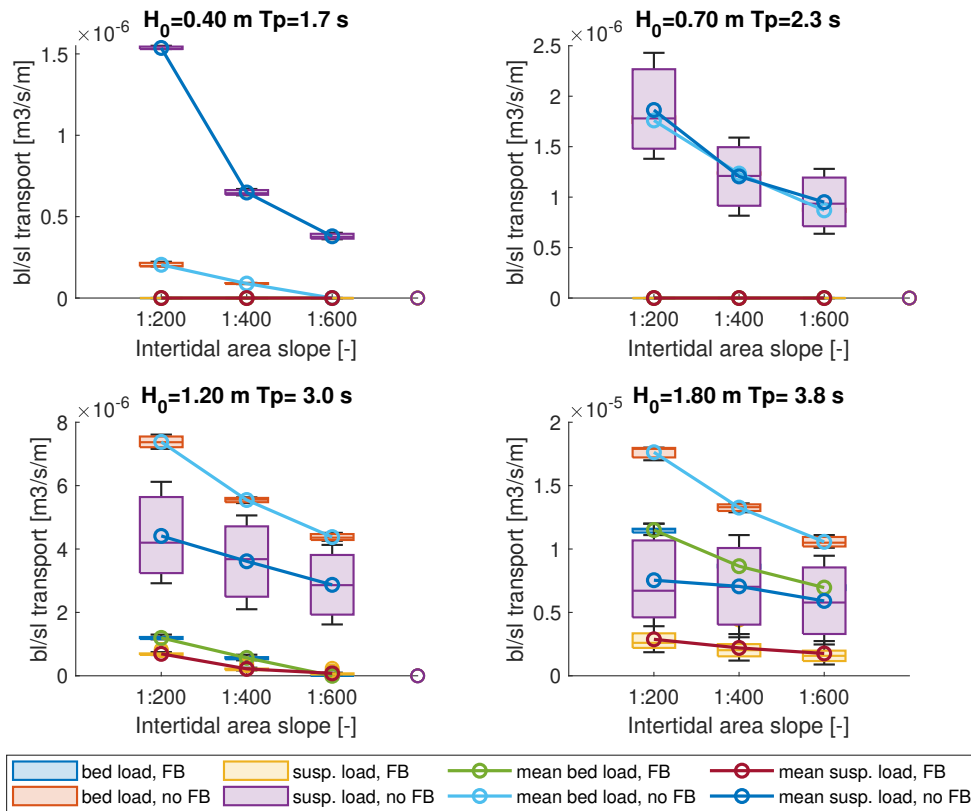 H₀=0.40 m Tp=1.7 s
×10⁻⁶
1.5
1
0.5
0
bl/sl transport [m3/s/m]
1:200 1:400 1:600
Intertidal area slope [-]
H₀=0.70 m Tp=2.3 s
×10⁻⁶
2.5
2
1.5
1
0.5
0
bl/sl transport [m3/s/m]
1:200 1:400 1:600
Intertidal area slope [-]
H₀=1.20 m Tp= 3.0 s
×10⁻⁶
8
6
4
2
0
bl/sl transport [m3/s/m]
1:200 1:400 1:600
Intertidal area slope [-]
H₀=1.80 m Tp= 3.8 s
×10⁻⁵
2
1.5
1
0.5
0
bl/sl transport [m3/s/m]
1:200 1:400 1:600
Intertidal area slope [-]
bed load, FB susp. load, FB mean bed load, FB mean susp. load, FB
bed load, no FB susp. load, no FB mean bed load, no FB mean susp. load, no FB